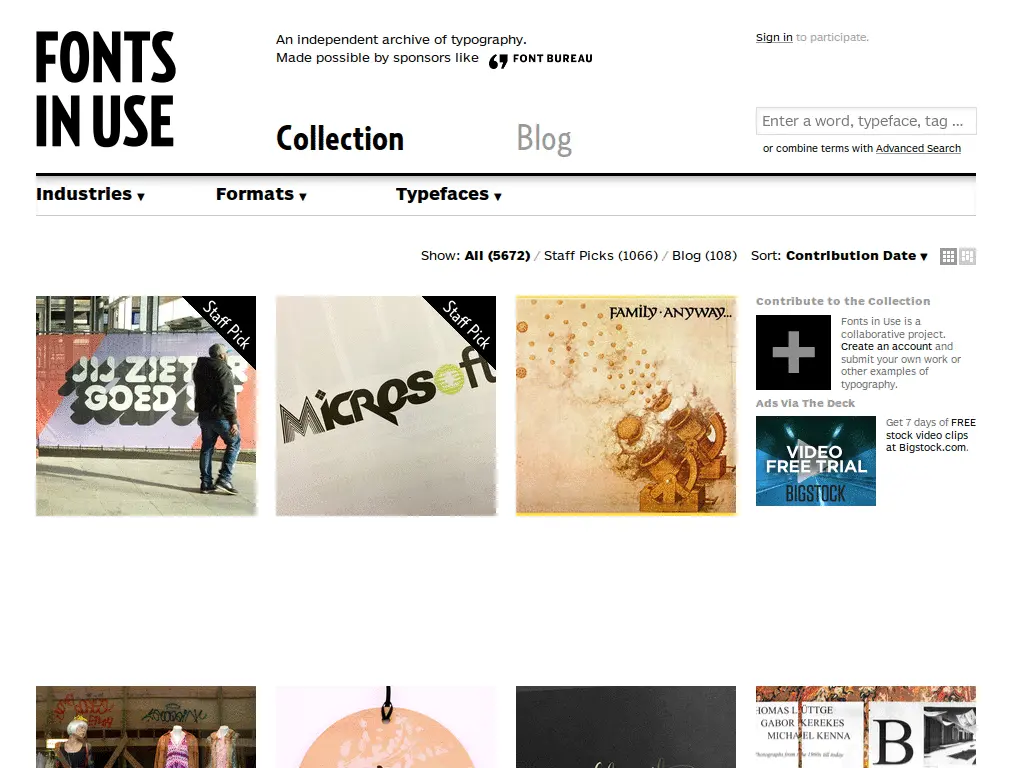 FONTS
IN USE
An independent archive of typography.
Made possible by sponsors like FONT BUREAU
Sign in to participate.
Collection
Blog
Enter a word, typeface, tag ...
or combine terms with Advanced Search
Industries ▾
Formats ▾
Typefaces ▾
Show: All (5672) / Staff Picks (1066) / Blog (108)
Sort: Contribution Date ▾
Staff Pick
JIJ ZIET ER
GOED
Staff Pick
MICROSOft
FAMILY·ANYWAY...
Contribute to the Collection
Fonts in Use is a
collaborative project.
Create an account and
submit your own work or
other examples of
typography.
Ads Via The Deck
VIDEO
FREE TRIAL
BIGSTOCK
Get 7 days of FREE
stock video clips
at Bigstock.com.
GABOR KEREKES
MICHAEL KENNA
B